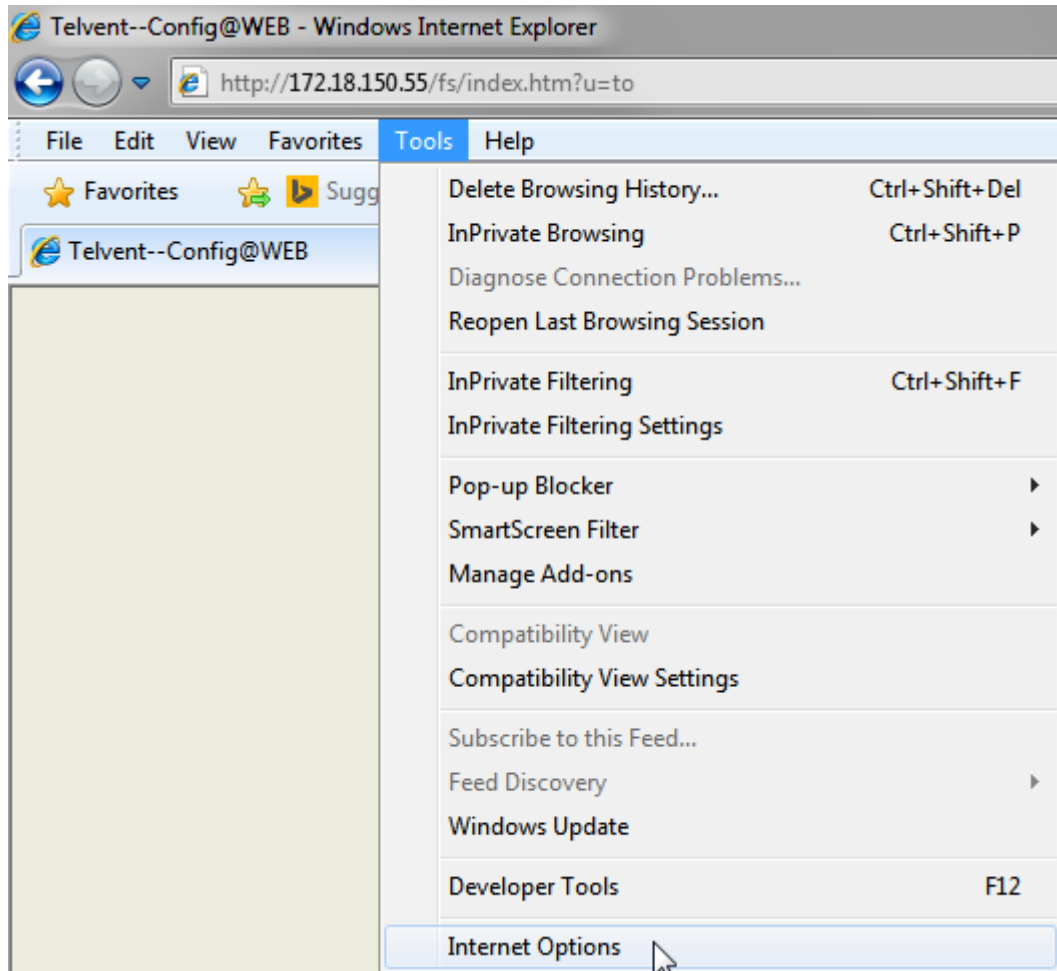 Telvent--Config@WEB - Windows Internet Explorer
http://172.18.150.55/fs/index.htm?u=to
File Edit View Favorites Tools Help
Favorites Sugg
Telvent--Config@WEB
Delete Browsing History... Ctrl+Shift+Del
InPrivate Browsing Ctrl+Shift+P
Diagnose Connection Problems...
Reopen Last Browsing Session
InPrivate Filtering Ctrl+Shift+F
InPrivate Filtering Settings
Pop-up Blocker
SmartScreen Filter
Manage Add-ons
Compatibility View
Compatibility View Settings
Subscribe to this Feed...
Feed Discovery
Windows Update
Developer Tools F12
Internet Options